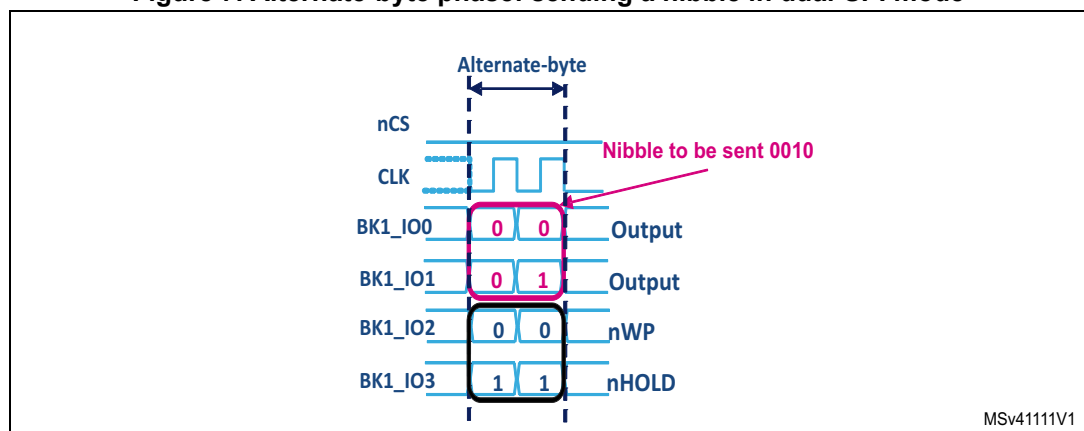 Figure 7. Alternate-byte phase: sending a nibble in dual-SPI mode
Alternate-byte
nCS
Nibble to be sent 0010
CLK
BK1_IO0 0 0 Output
BK1_IO1 0 1 Output
BK1_IO2 0 0 nWP
BK1_IO3 1 1 nHOLD
MSv41111V1